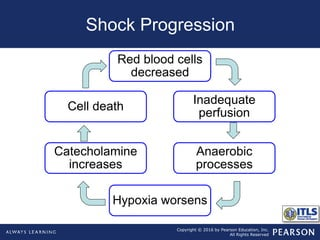 Shock Progression
Red blood cells
decreased
Inadequate
perfusion
Anaerobic
processes
Hypoxia worsens
Catecholamine
increases
Cell death
ITLS
ALWAYS LEARNING
Copyright © 2016 by Pearson Education, Inc.
All Rights Reserved
PEARSON